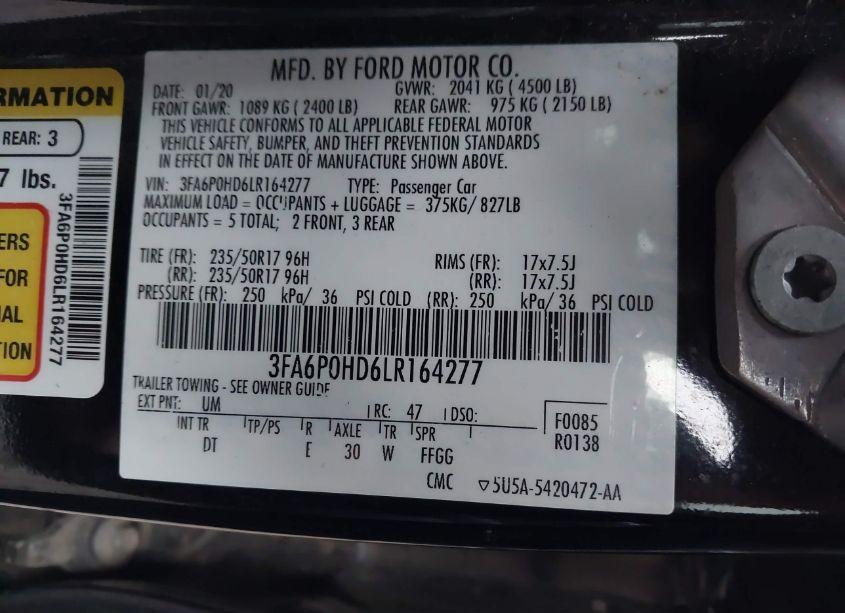 RMATION
REAR: 3
7 lbs.
ERS
FOR
IAL
TION
3FA6P0HD6LR164277
MFD. BY FORD MOTOR CO.
DATE: 01/20 GVWR: 2041 KG ( 4500 LB)
FRONT GAWR: 1089 KG ( 2400 LB) REAR GAWR: 975 KG ( 2150 LB)
THIS VEHICLE CONFORMS TO ALL APPLICABLE FEDERAL MOTOR
VEHICLE SAFETY, BUMPER, AND THEFT PREVENTION STANDARDS
IN EFFECT ON THE DATE OF MANUFACTURE SHOWN ABOVE.
VIN: 3FA6P0HD6LR164277 TYPE: Passenger Car
MAXIMUM LOAD = OCCUPANTS + LUGGAGE = 375KG/ 827LB
OCCUPANTS = 5 TOTAL; 2 FRONT, 3 REAR
TIRE (FR): 235/50R17 96H RIMS (FR): 17x7.5J
(RR): 235/50R17 96H (RR): 17x7.5J
PRESSURE (FR): 250 kPa/ 36 PSI COLD (RR): 250 kPa/ 36 PSI COLD
3FA6P0HD6LR164277
TRAILER TOWING - SEE OWNER GUIDE
EXT PNT: UM RC: 47 DSO: F0085
INT TR TP/PS R AXLE TR SPR R0138
DT E 30 W FFGG
CMC ▽5U5A-5420472-AA